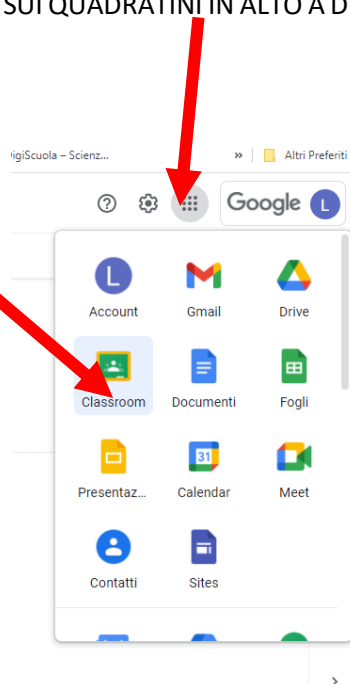 SUI QUADRATINI IN ALTO A D
igiScuola – Scienz... » Altri Preferiti
Google L
L
Account Gmail Drive
Classroom Documenti Fogli
31
Presentaz... Calendar Meet
Contatti Sites